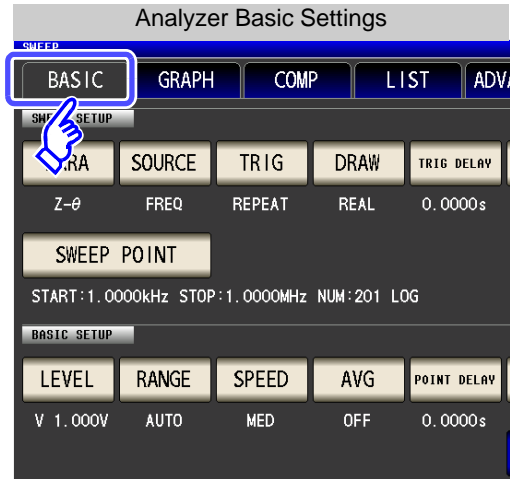 Analyzer Basic Settings
SWEEP
BASIC GRAPH COMP LIST
SOURCE TRIG DRAW TRIG DELAY
Z-θ FREQ REPEAT REAL 0.0000s
SWEEP POINT
START:1.0000kHz STOP:1.0000MHz NUM:201 LOG
BASIC SETUP
LEVEL RANGE SPEED AVG POINT DELAY
V 1.000V AUTO MED OFF 0.0000s